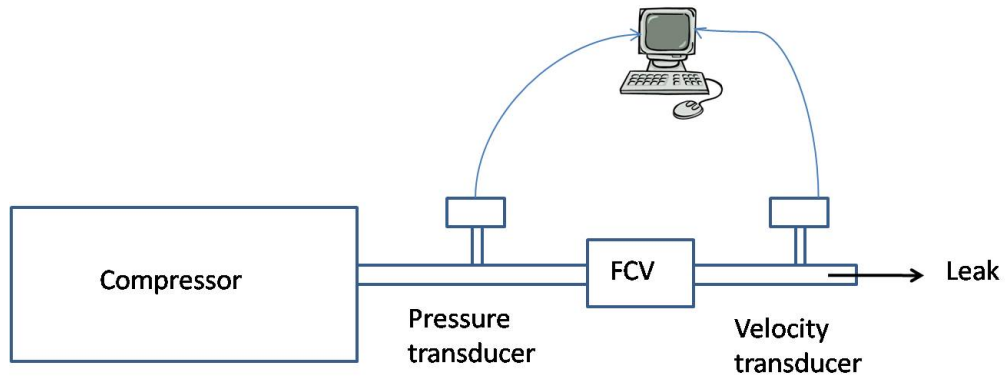 Compressor
Pressure
transducer
FCV
Velocity
transducer
Leak